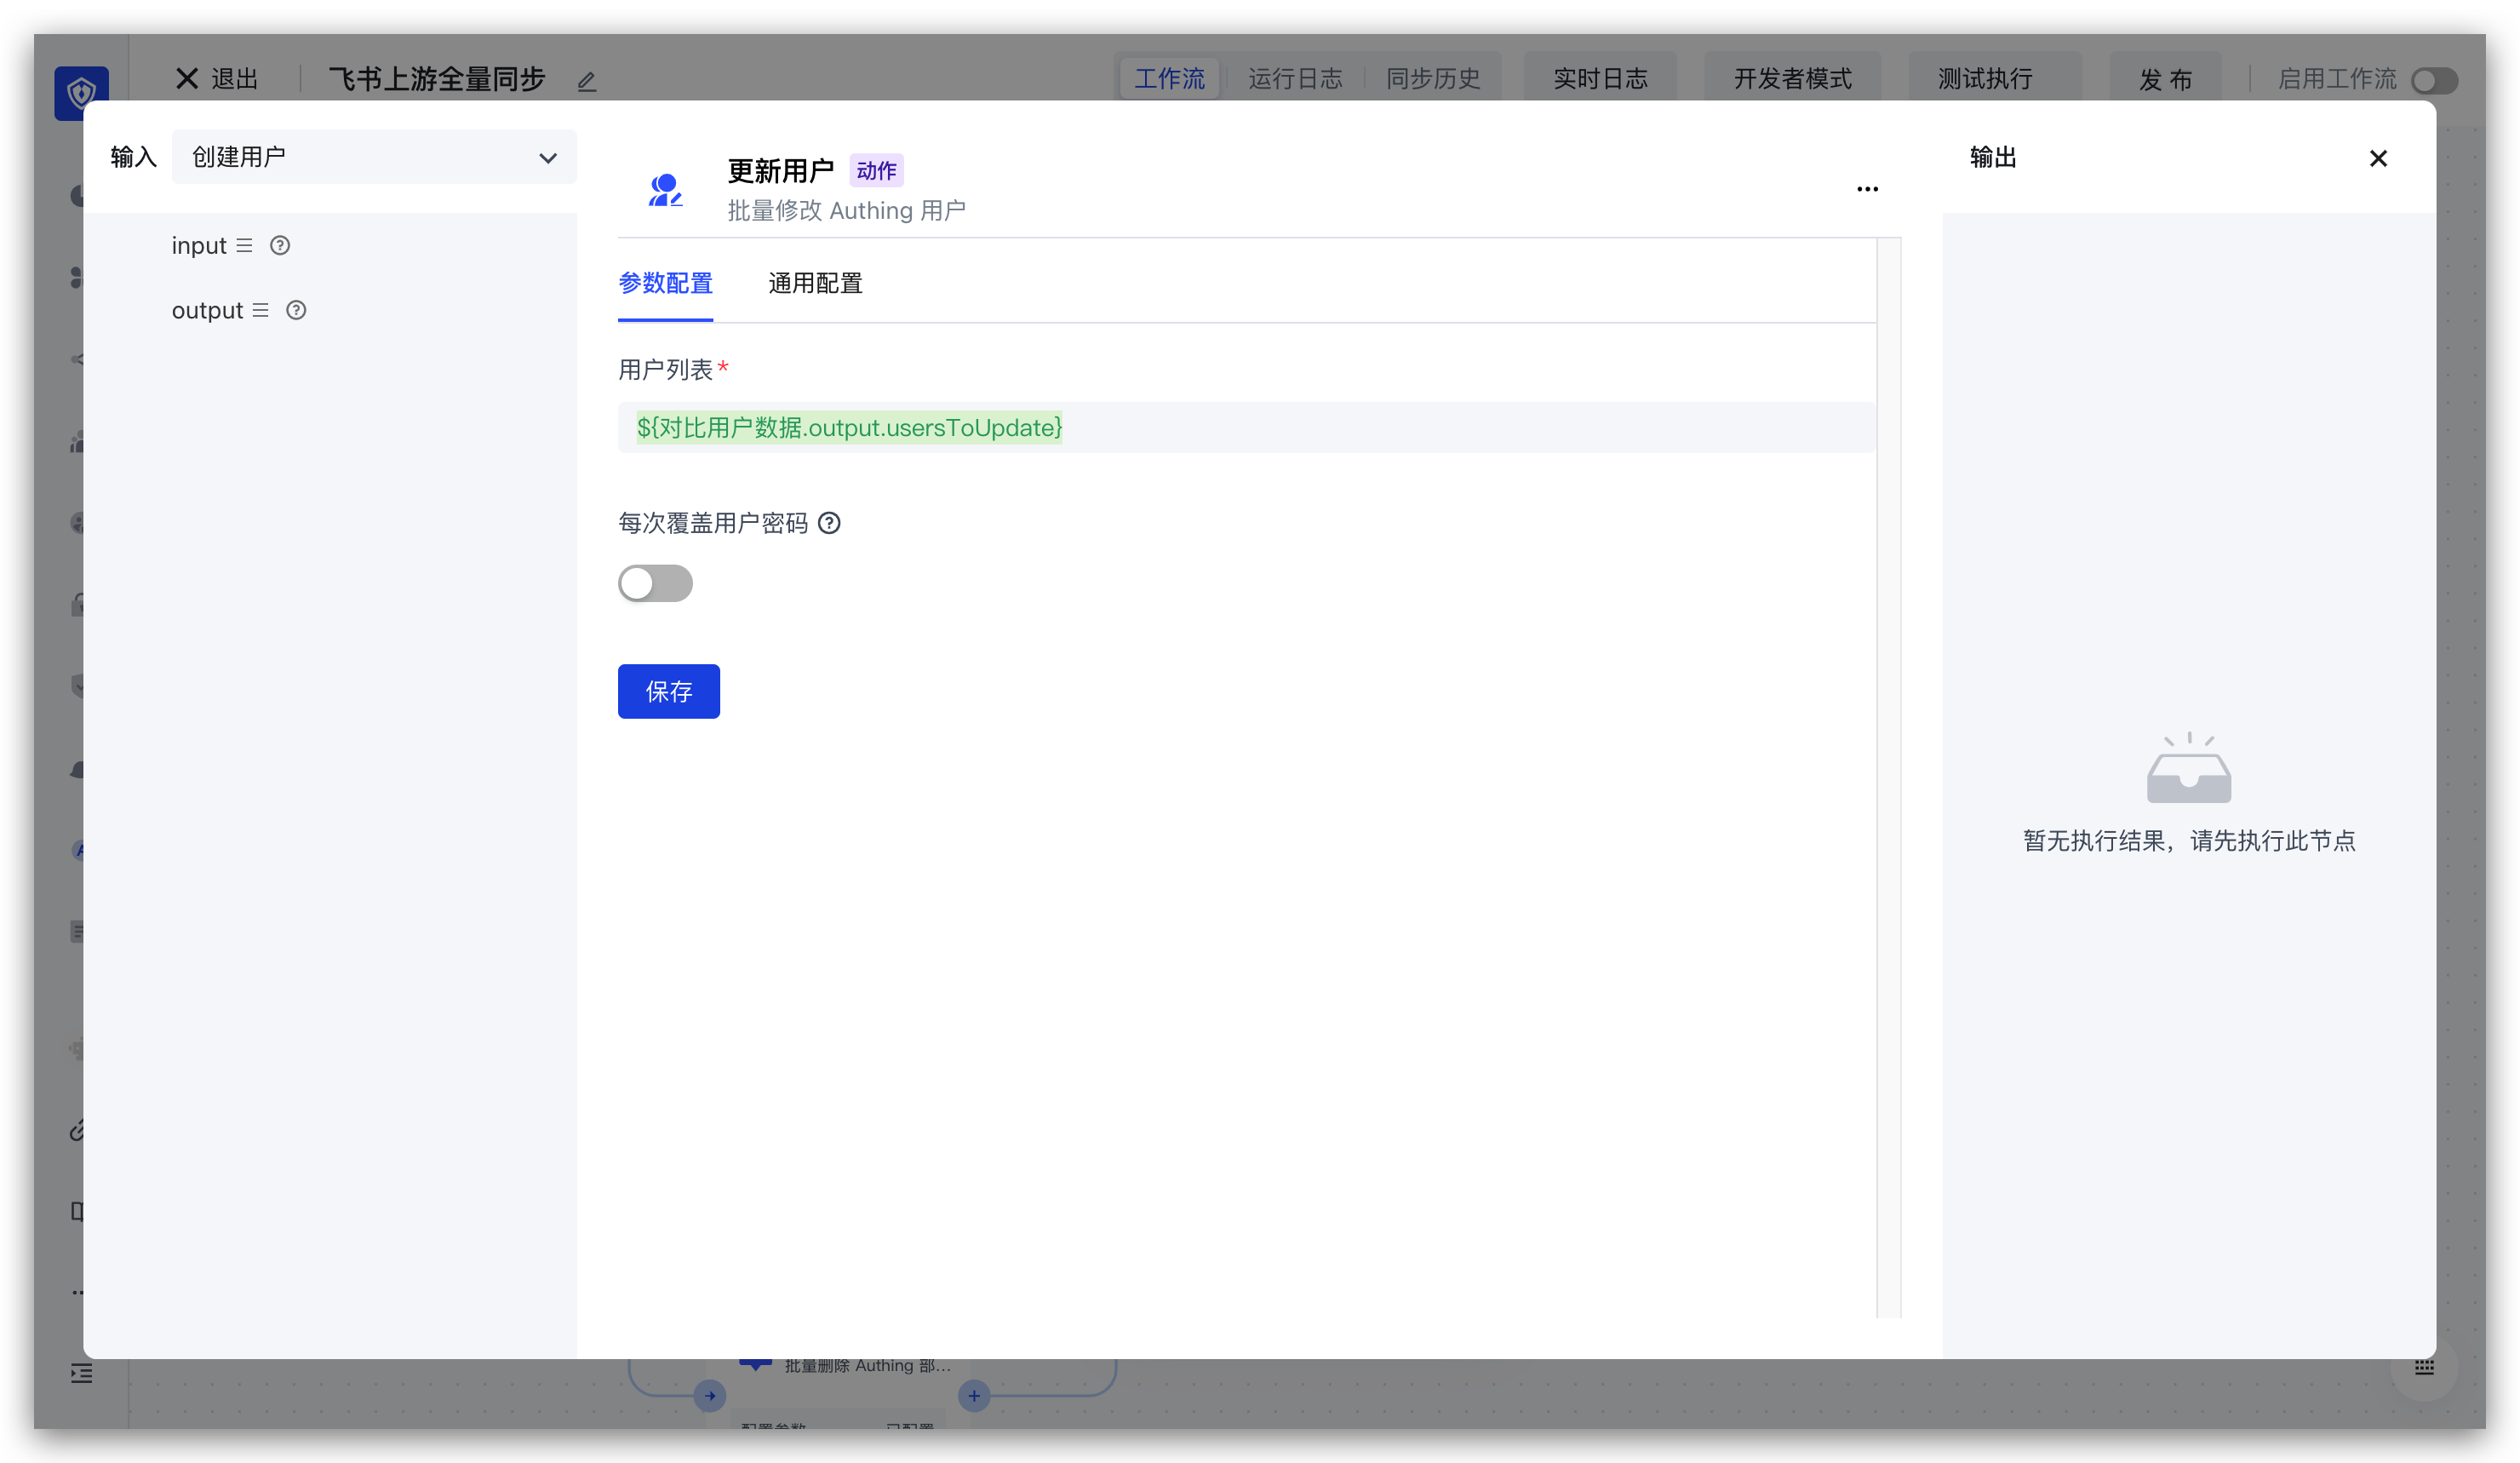 退出
飞书上游全量同步
工作流
运行日志
同步历史
实时日志
开发者模式
测试执行
发 布
启用工作流
输入
创建用户
input
output
更新用户
动作
批量修改 Authing 用户
参数配置
通用配置
用户列表*
${对比用户数据.output.usersToUpdate}
每次覆盖用户密码
保存
输出
暂无执行结果，请先执行此节点
批量删除 Authing 部...
配置参数
已配置